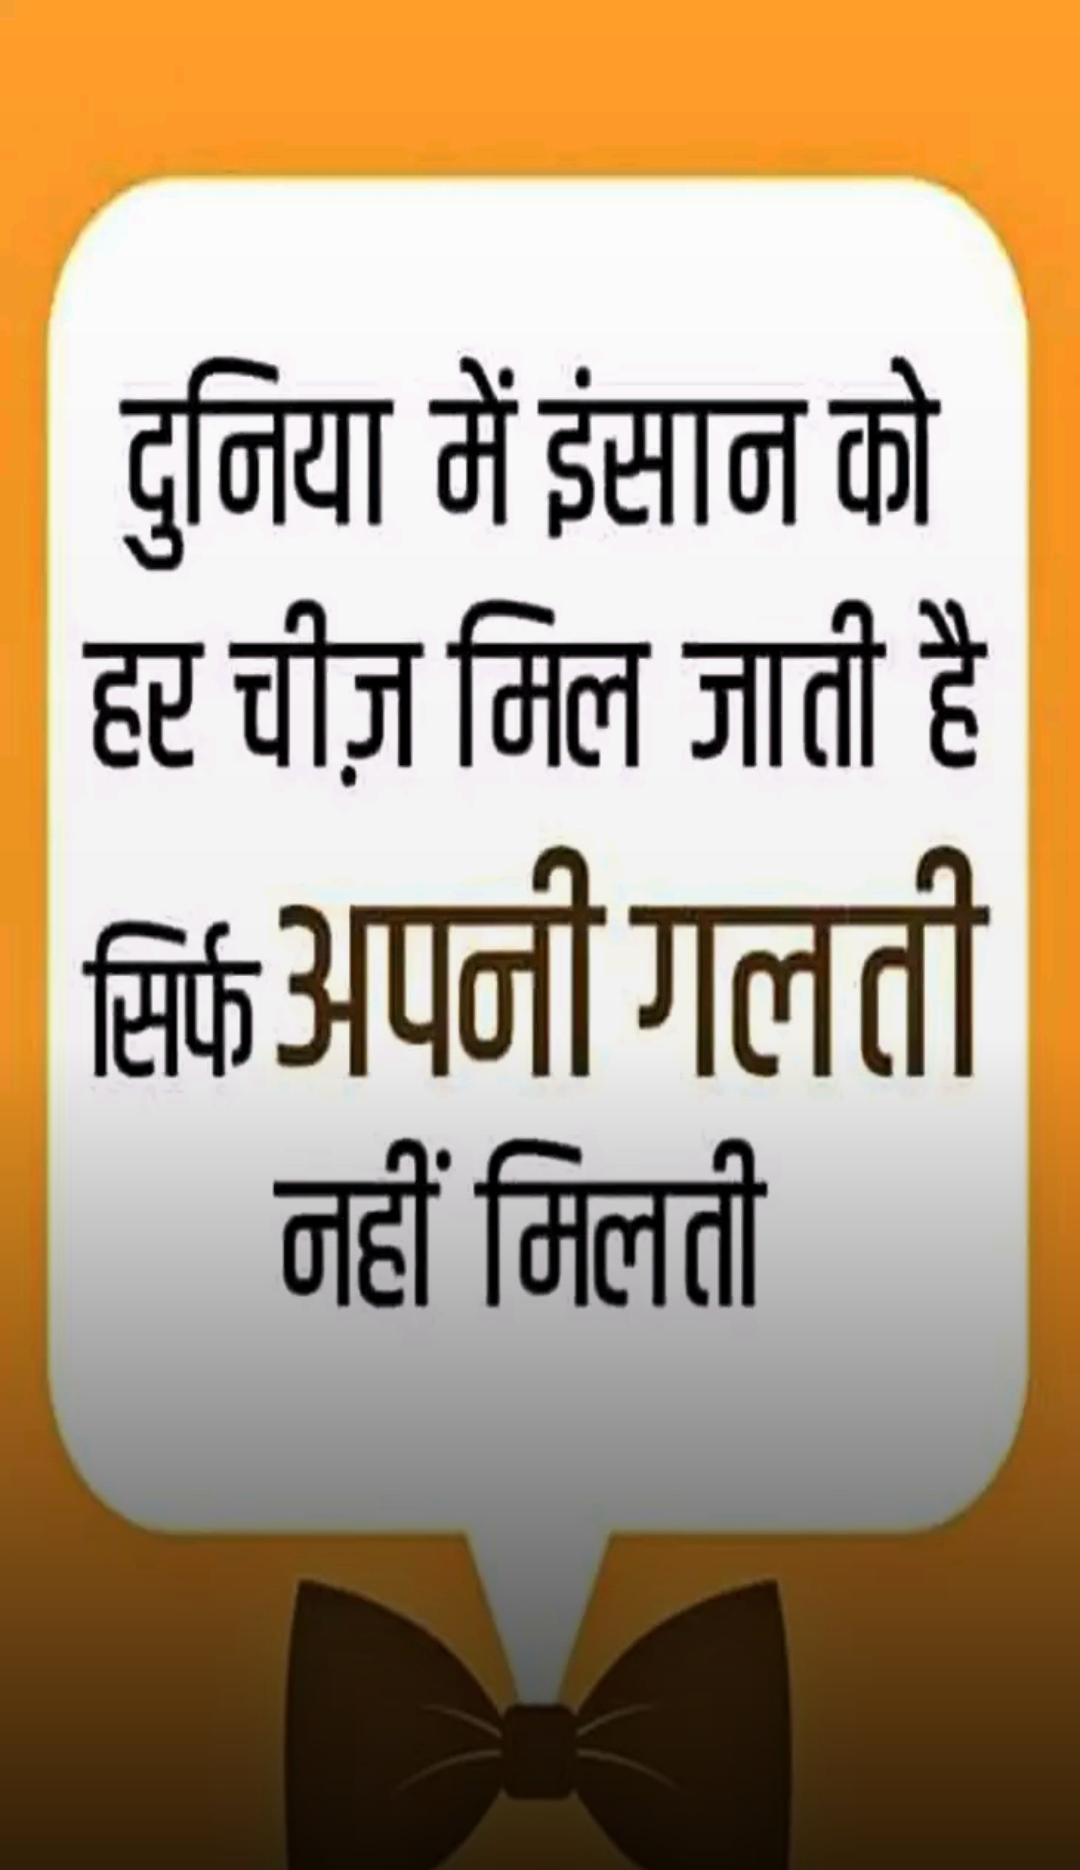 दुनिया में इंसान को
हर चीज़ मिल जाती है
सिर्फ अपनी गलती
नहीं मिलती